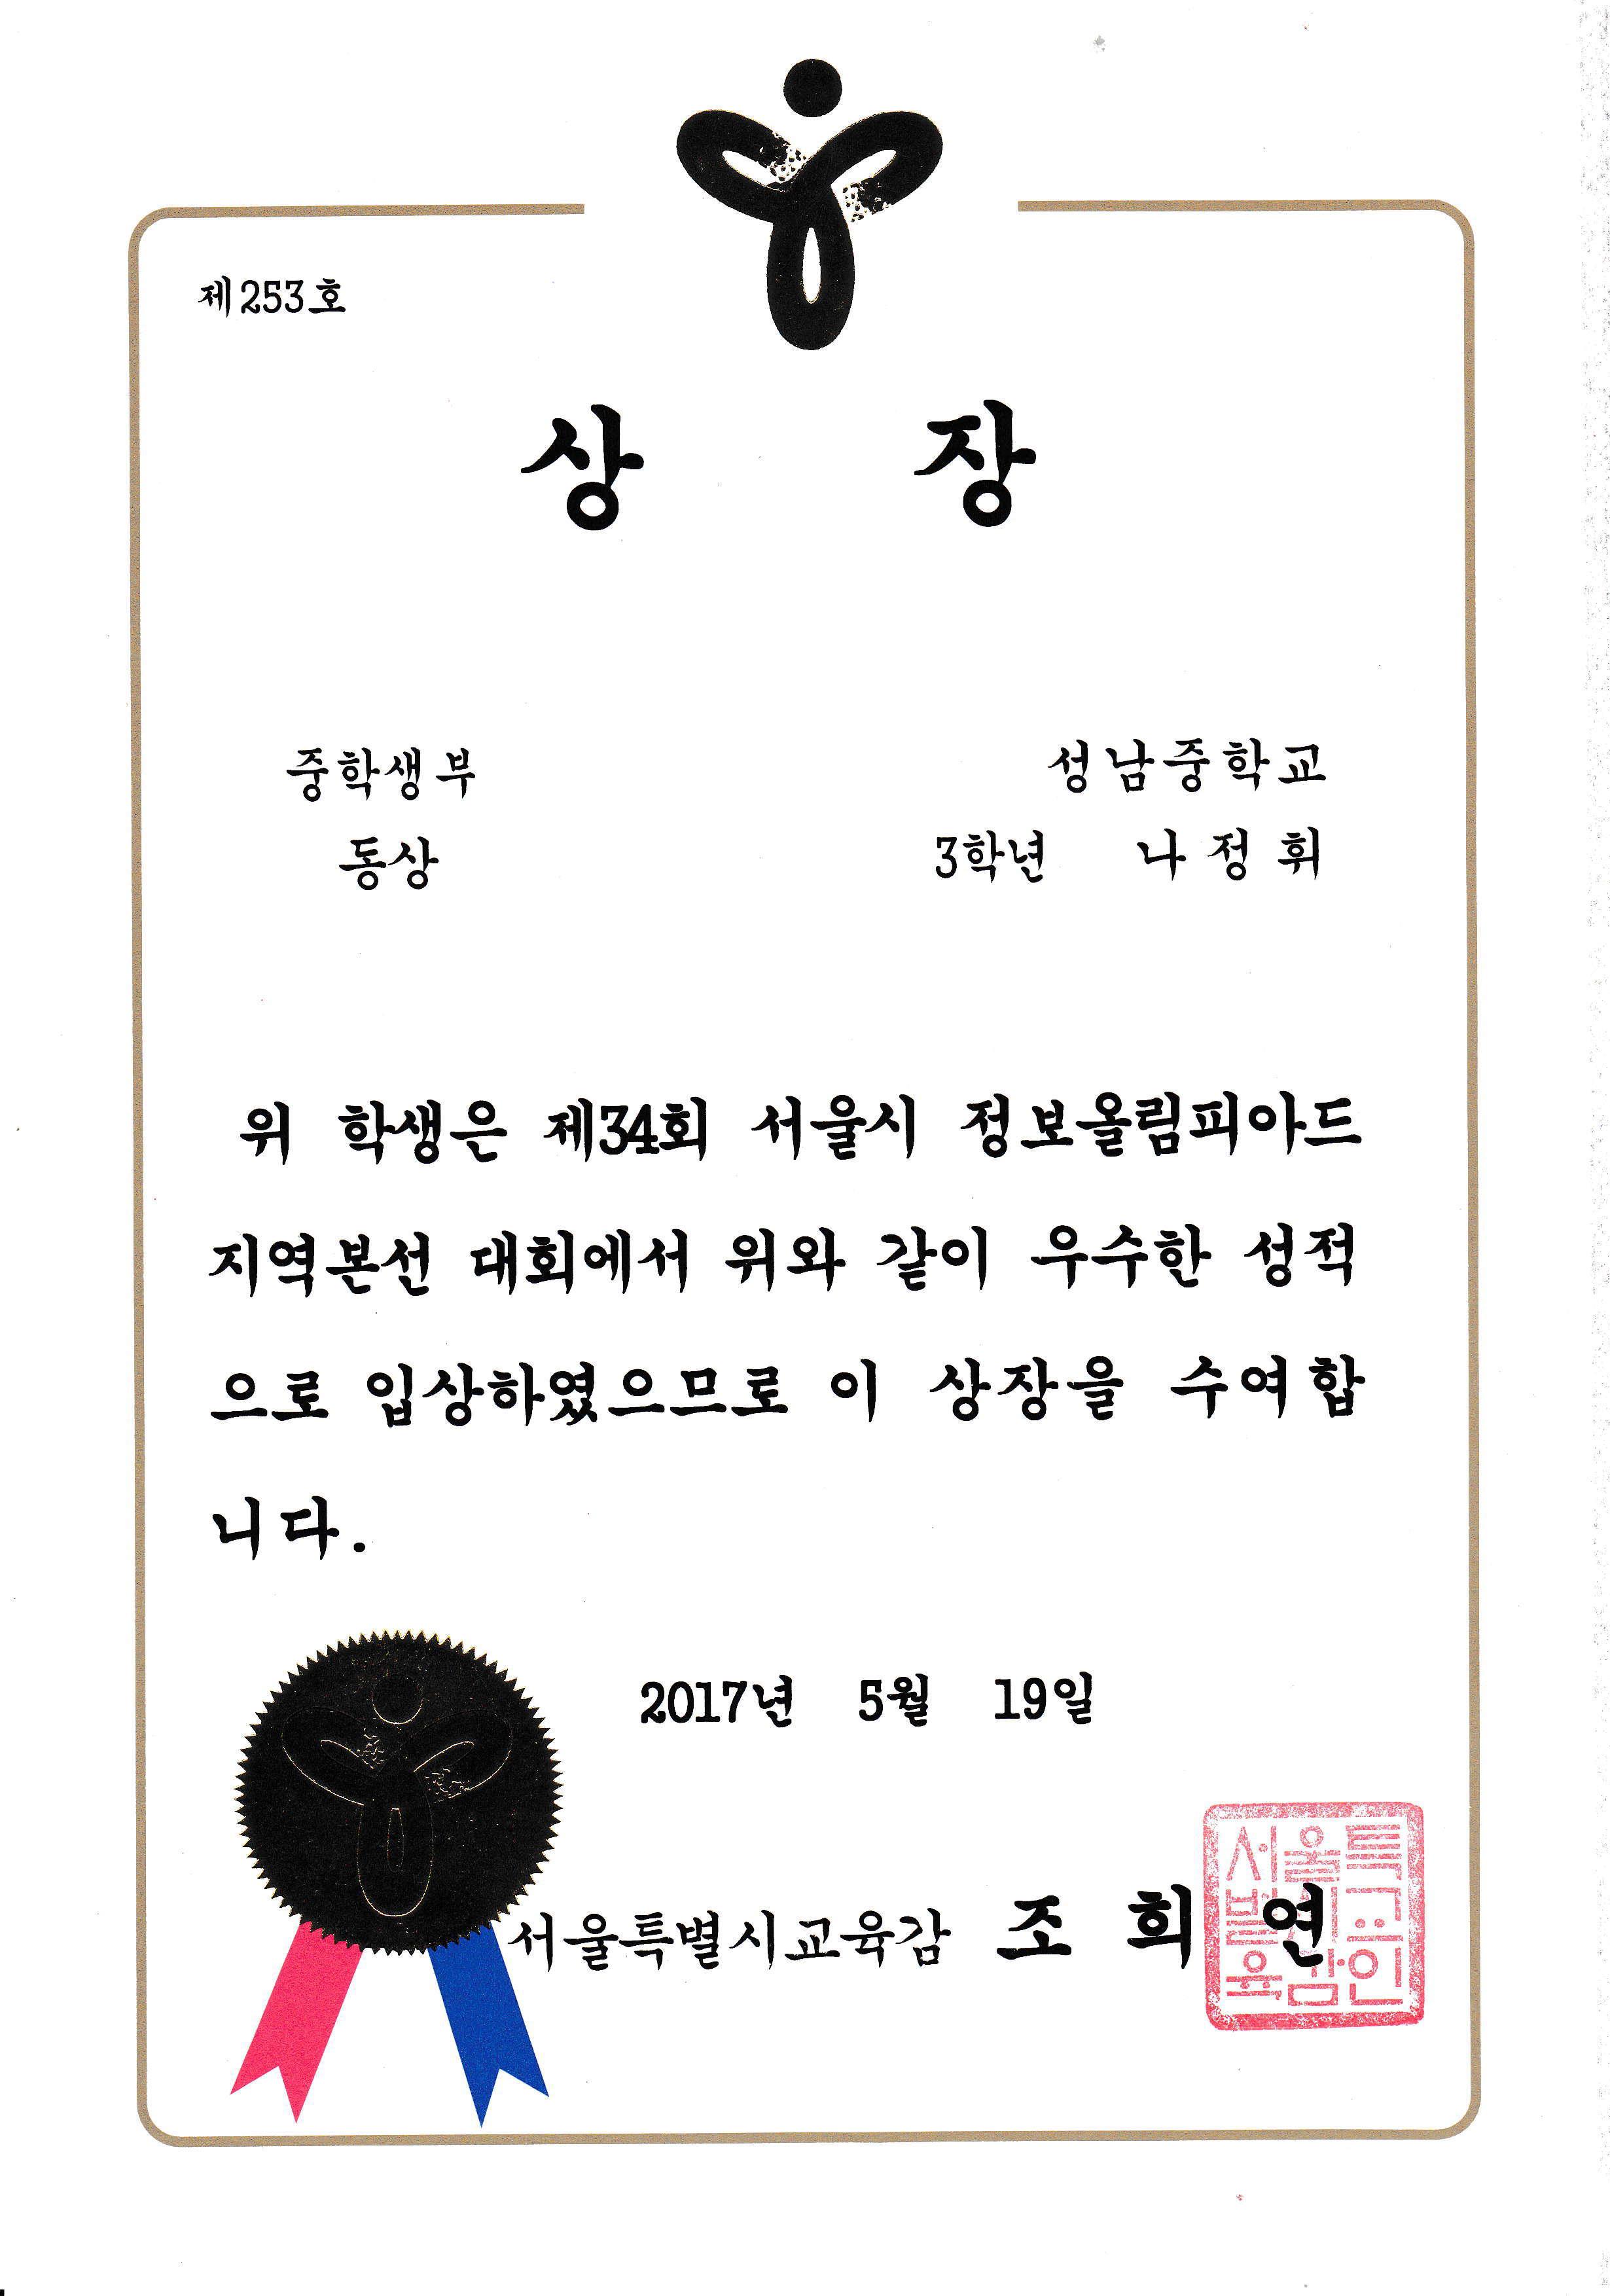 제253호
상 장
중학생부 성남중학교
동상 3학년 나정휘
위 학생은 제34회 서울시 정보올림피아드
지역본선 대회에서 위와 같이 우수한 성적
으로 입상하였으므로 이 상장을 수여합
니다.
2017년 5월 19일
서울특별시교육감 조 희 연
서울특
별시교
육감인